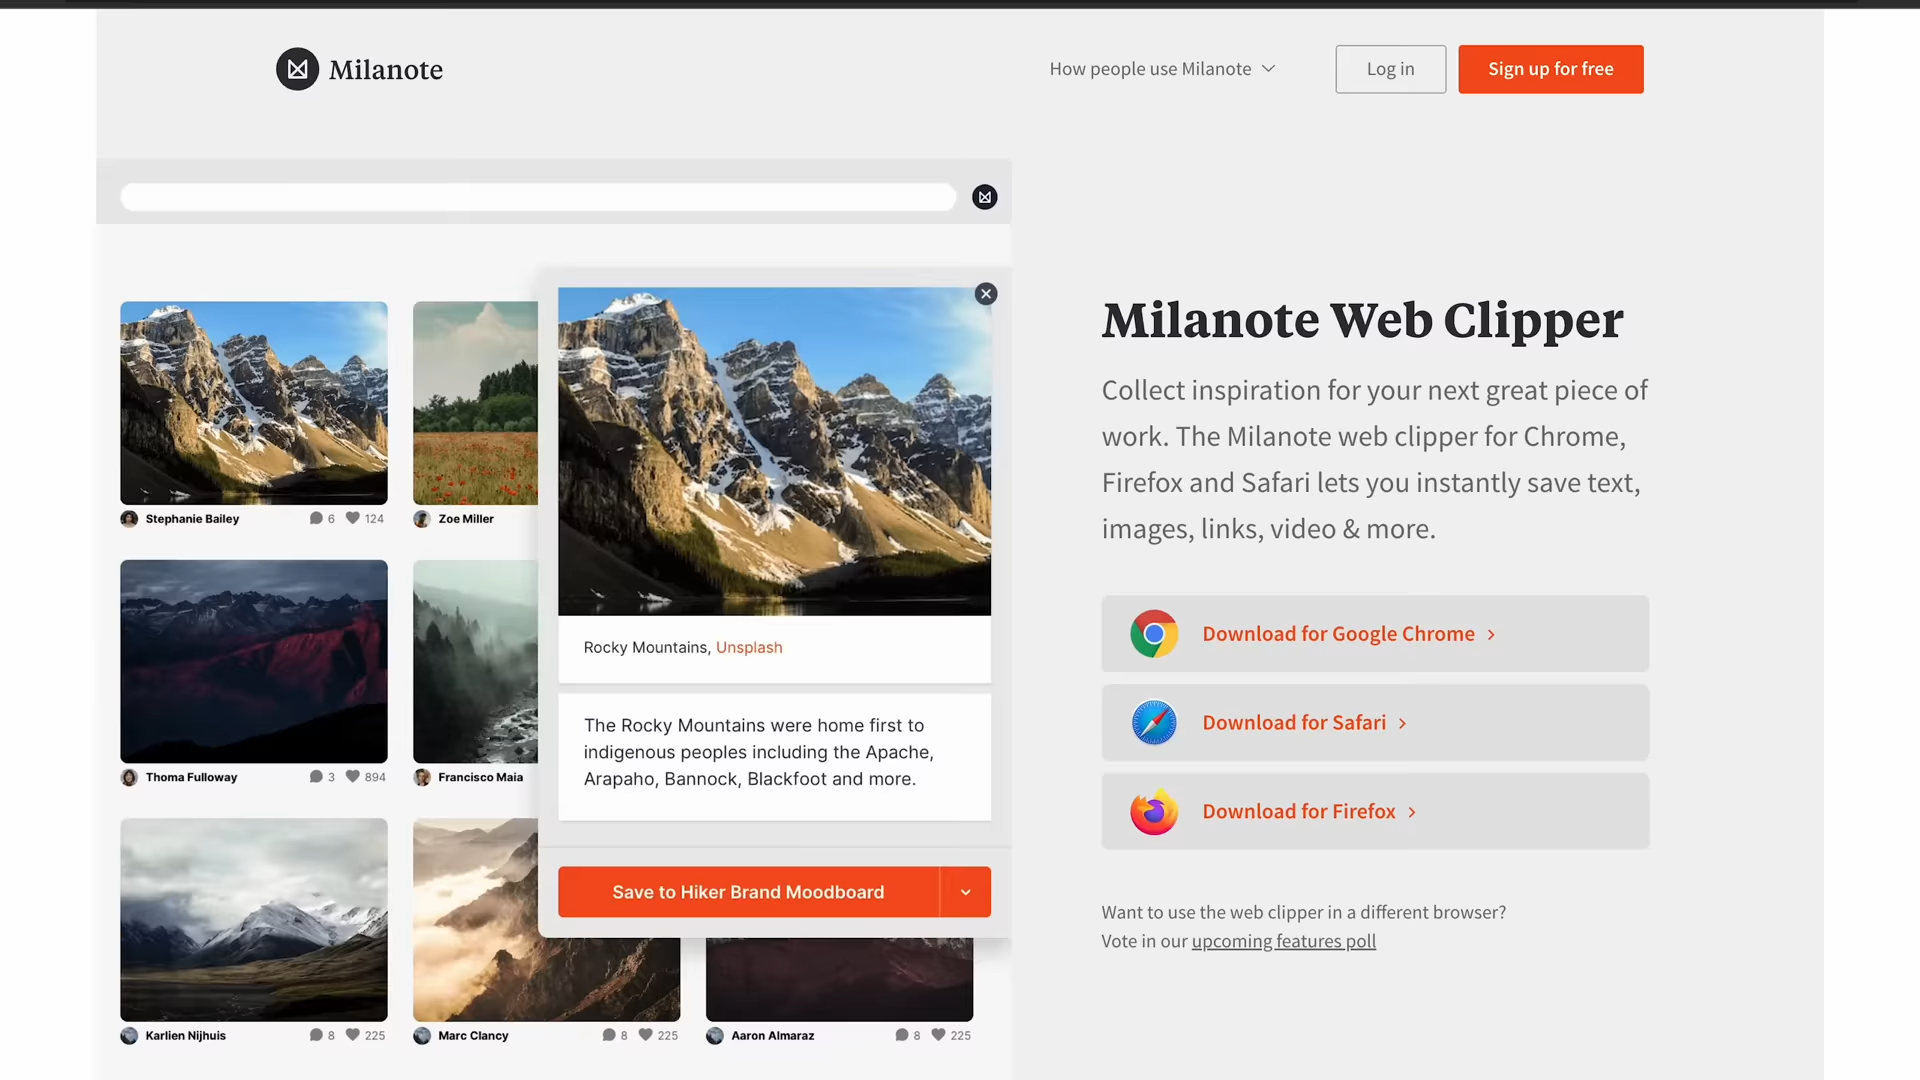 Milanote
How people use Milanote
Log in
Sign up for free
Stephanie Bailey 6 124
Zoe Miller
Thoma Fulloway 3 894
Francisco Maia
Karlien Nijhuis 8 225
Marc Clancy 8 225
Aaron Almaraz 8 225
Rocky Mountains, Unsplash
The Rocky Mountains were home first to
indigenous peoples including the Apache,
Arapaho, Bannock, Blackfoot and more.
Save to Hiker Brand Moodboard
Milanote Web Clipper
Collect inspiration for your next great piece of
work. The Milanote web clipper for Chrome,
Firefox and Safari lets you instantly save text,
images, links, video & more.
Download for Google Chrome
Download for Safari
Download for Firefox
Want to use the web clipper in a different browser?
Vote in our upcoming features poll